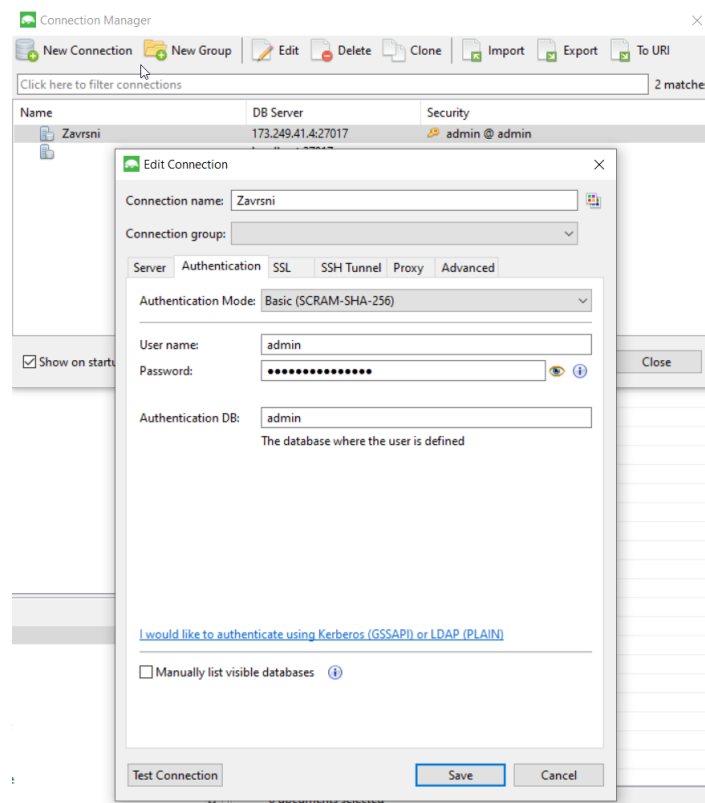 Connection Manager
New Connection New Group Edit Delete Clone Import Export To URI
Click here to filter connections 2 matche
Name DB Server Security
Zavrsni 173.249.41.4:27017 admin @ admin
Edit Connection
Connection name: Zavrsni
Connection group:
Server Authentication SSL SSH Tunnel Proxy Advanced
Authentication Mode: Basic (SCRAM-SHA-256)
User name: admin
Show on startu Close
Password: ●●●●●●●●●●●●●●●
Authentication DB: admin
The database where the user is defined
I would like to authenticate using Kerberos (GSSAPI) or LDAP (PLAIN)
Manually list visible databases
Test Connection Save Cancel